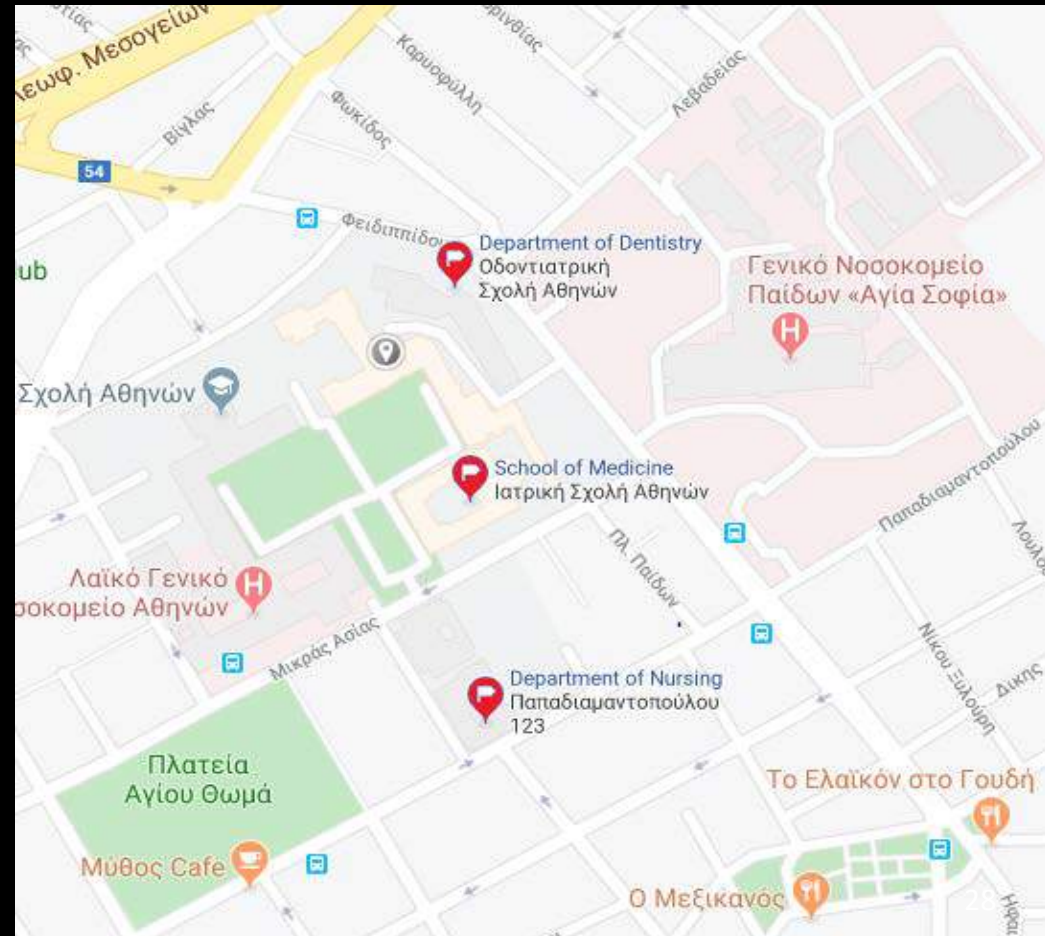 Λεωφ. Μεσογείων
Βίγλας
54
Φωκίδος
Καρυοφύλλη
Λεβαδείας
Φειδιππίδου
ub
Department of Dentistry
Οδοντιατρική
Σχολή Αθηνών
Γενικό Νοσοκομείο
Παίδων «Αγία Σοφία»
H
Σχολή Αθηνών
School of Medicine
Ιατρική Σχολή Αθηνών
Παπαδιαμαντοπούλου
Πλ. Παίδων
Λαϊκό Γενικό
σοκομείο Αθηνών
H
Μικράς Ασίας
Νίκου Ξυλούρη
Δικης
Department of Nursing
Παπαδιαμαντοπούλου
123
Πλατεία
Αγίου Θωμά
Το Ελαϊκόν στο Γουδή
Μύθος Cafe
Ο Μεξικανός
28